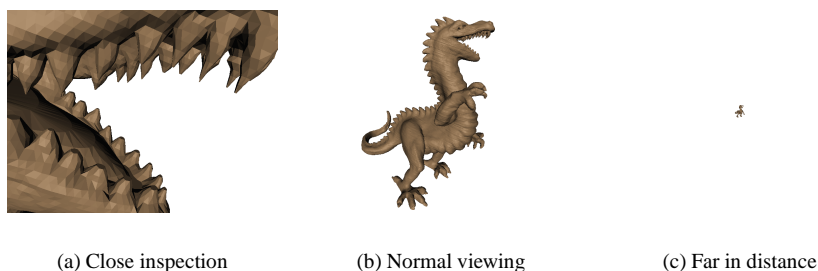 (a) Close inspection
(b) Normal viewing
(c) Far in distance